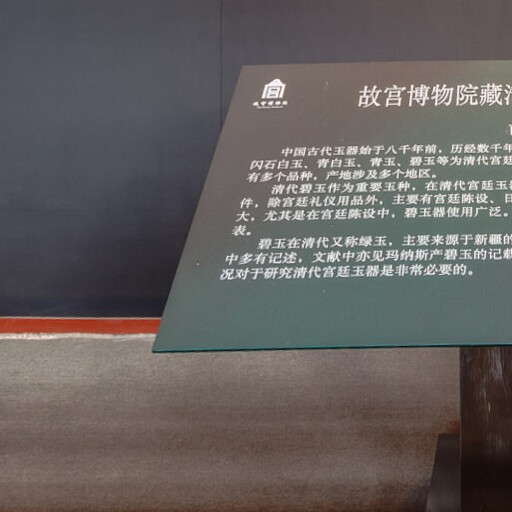 故宫博物院
故宫博物院藏清
中国古代玉器始于八千年前,历经数千年
闪石白玉、青白玉、青玉、碧玉等为清代宫廷
有多个品种,产地涉及多个地区。
清代碧玉作为重要玉种,在清代宫廷玉器
件,除宫廷礼仪用品外,主要有宫廷陈设、日
大,尤其是在宫廷陈设中,碧玉器使用广泛。
表。
碧玉在清代又称绿玉,主要来源于新疆的
中多有记述,文献中亦见玛纳斯产碧玉的记载
况对于研究清代宫廷玉器是非常必要的。